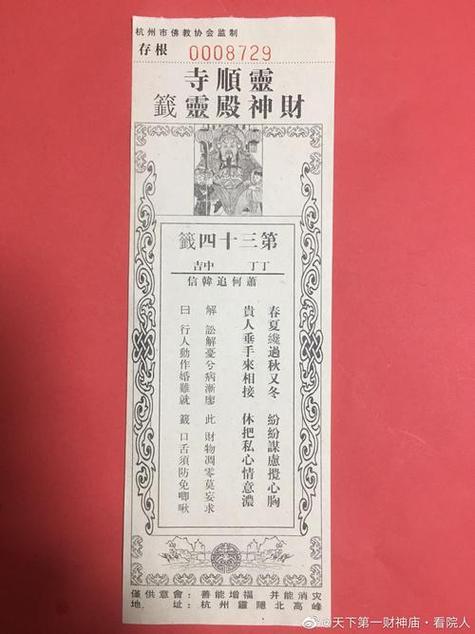 杭州市佛教协会监制
存根 0008729
靈順寺
財神殿靈籤
第三十四籤
丁丁 中吉
蕭何追韓信
春夏纔過秋又冬 紛紛謀慮攪心胸
貴人垂手來相接 休把私心情意濃
解 訟解憂兮病漸廖 此 財物凋零莫妄求
曰 行人動作婚難就 籤 口舌須防免唧啾
僅供意會：善能增福 并能消灾
地 址：杭州靈隱北高峰
@天下第一财神庙·看院人